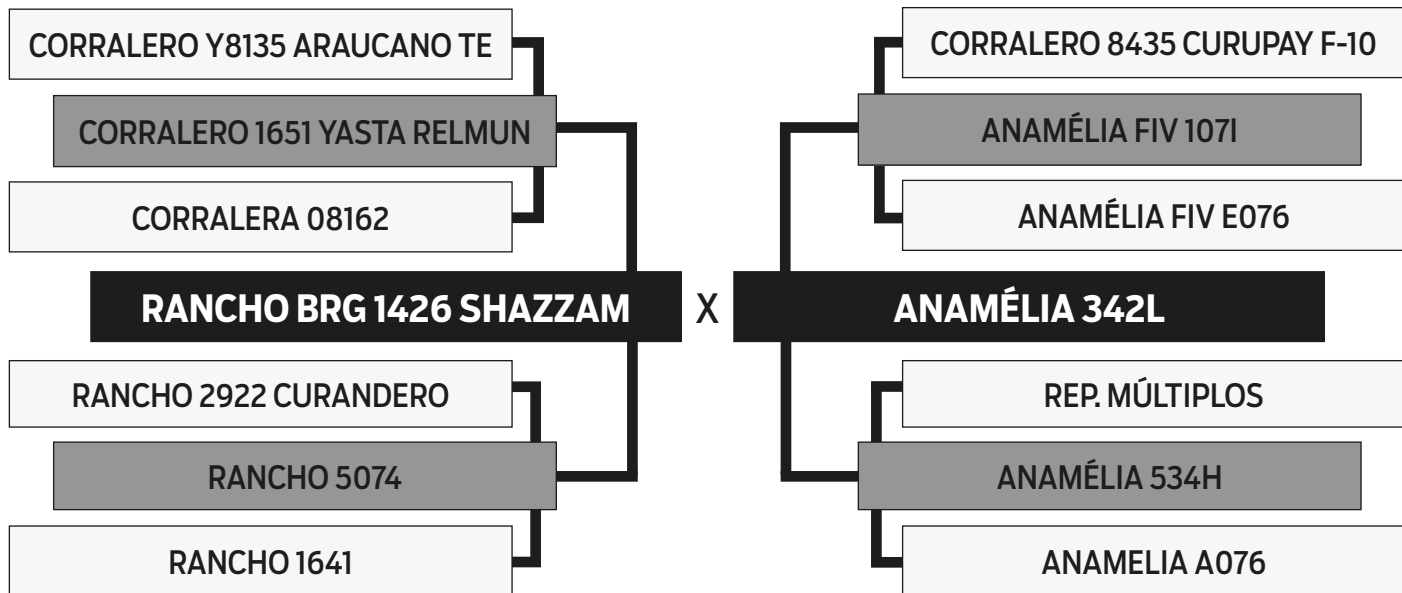 CORRALERO Y8135 ARAUCANO TE
CORRALERO 1651 YASTA RELMUN
CORRALERA 08162
RANCHO BRG 1426 SHAZZAM
RANCHO 2922 CURANDERO
RANCHO 5074
RANCHO 1641
X
CORRALERO 8435 CURUPAY F-10
ANAMÉLIA FIV 107I
ANAMÉLIA FIV E076
ANAMÉLIA 342L
REP. MÚLTIPLOS
ANAMÉLIA 534H
ANAMELIA A076